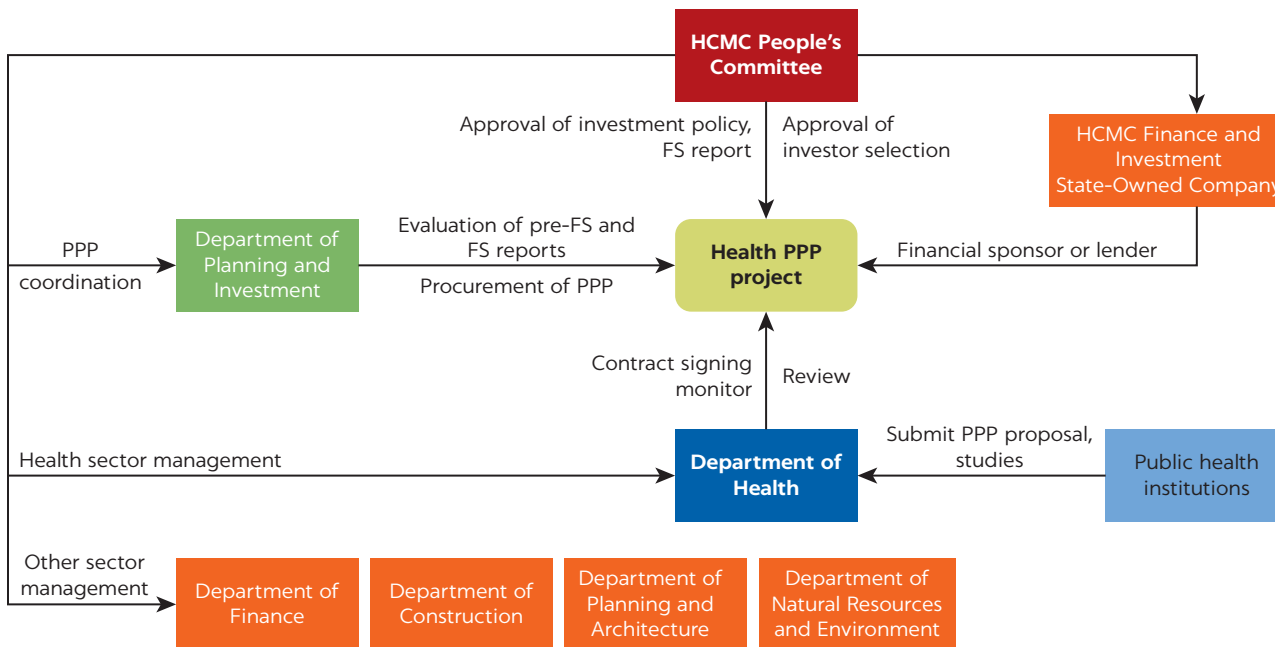 HCMC People’s
Committee
Approval of investment policy,
FS report
Approval of
investor selection
HCMC Finance and
Investment
State-Owned Company
PPP
coordination
Department of
Planning and
Investment
Evaluation of pre-FS and
FS reports
Procurement of PPP
Health PPP
project
Financial sponsor or lender
Contract signing
monitor
Review
Health sector management
Department of
Health
Submit PPP proposal,
studies
Public health
institutions
Other sector
management
Department of
Finance
Department of
Construction
Department of
Planning and
Architecture
Department of
Natural Resources
and Environment